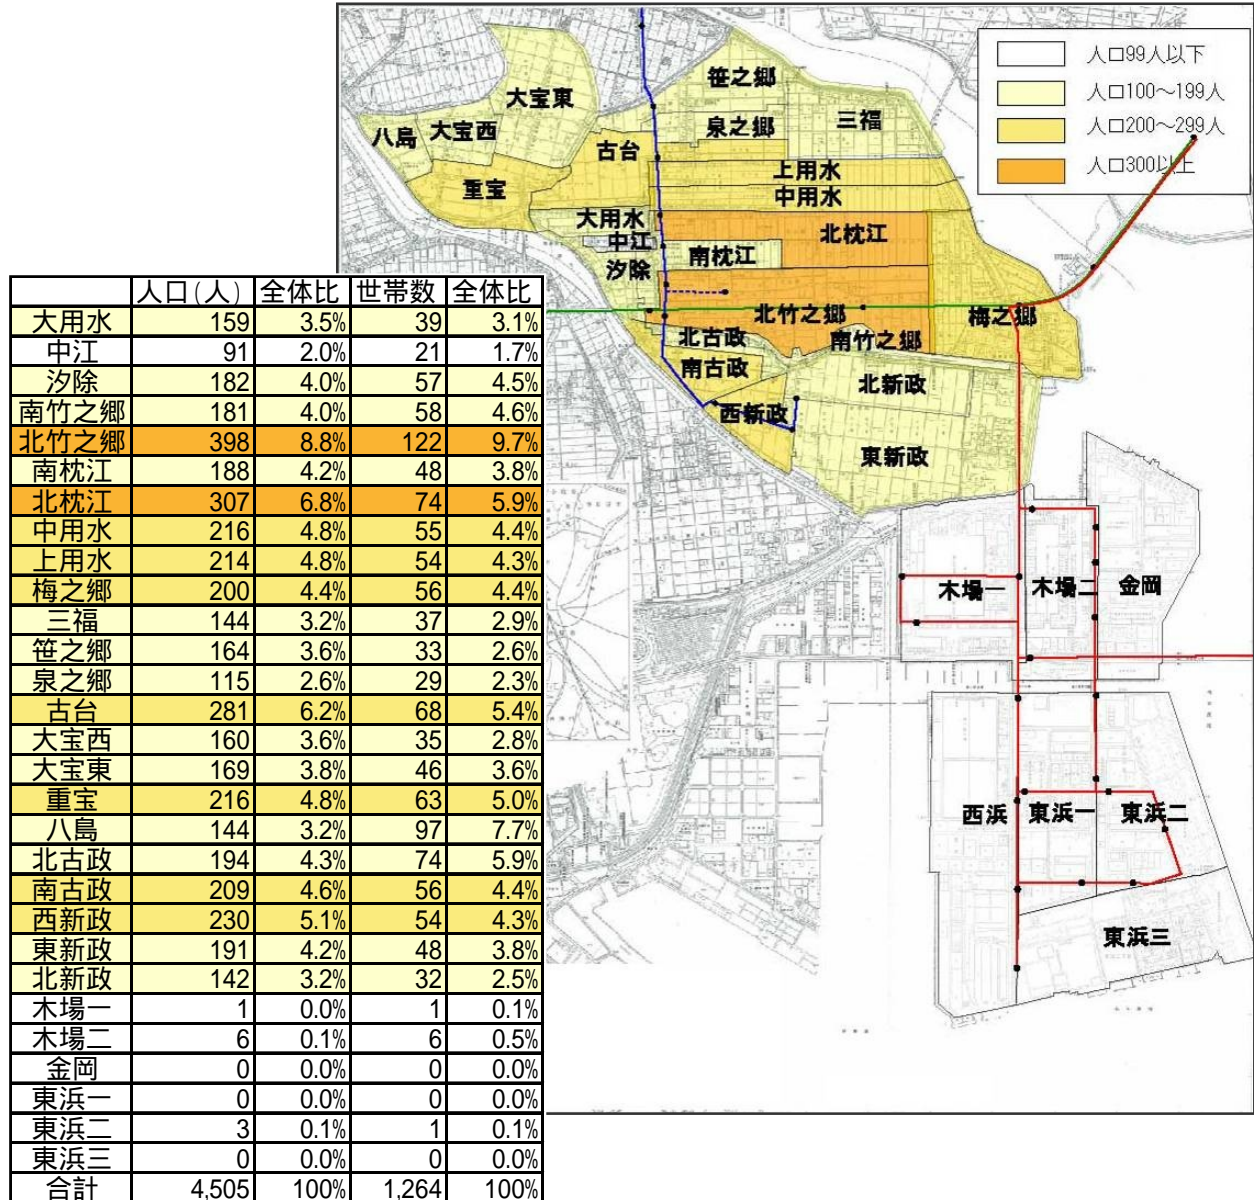 人口99人以下
人口100～199人
人口200～299人
人口300以上
笹之郷
大宝東
泉之郷
三福
八島
大宝西
古台
重宝
上用水
中用水
大用水
中江
北枕江
南枕江
汐除
北竹之郷
梅之郷
北古政
南竹之郷
南古政
北新政
西新政
東新政
木場一
木場二
金岡
西浜
東浜一
東浜二
東浜三
人口(人) 全体比 世帯数 全体比
大用水 159 3.5% 39 3.1%
中江 91 2.0% 21 1.7%
汐除 182 4.0% 57 4.5%
南竹之郷 181 4.0% 58 4.6%
北竹之郷 398 8.8% 122 9.7%
南枕江 188 4.2% 48 3.8%
北枕江 307 6.8% 74 5.9%
中用水 216 4.8% 55 4.4%
上用水 214 4.8% 54 4.3%
梅之郷 200 4.4% 56 4.4%
三福 144 3.2% 37 2.9%
笹之郷 164 3.6% 33 2.6%
泉之郷 115 2.6% 29 2.3%
古台 281 6.2% 68 5.4%
大宝西 160 3.6% 35 2.8%
大宝東 169 3.8% 46 3.6%
重宝 216 4.8% 63 5.0%
八島 144 3.2% 97 7.7%
北古政 194 4.3% 74 5.9%
南古政 209 4.6% 56 4.4%
西新政 230 5.1% 54 4.3%
東新政 191 4.2% 48 3.8%
北新政 142 3.2% 32 2.5%
木場一 1 0.0% 1 0.1%
木場二 6 0.1% 6 0.5%
金岡 0 0.0% 0 0.0%
東浜一 0 0.0% 0 0.0%
東浜二 3 0.1% 1 0.1%
東浜三 0 0.0% 0 0.0%
合計 4,505 100% 1,264 100%